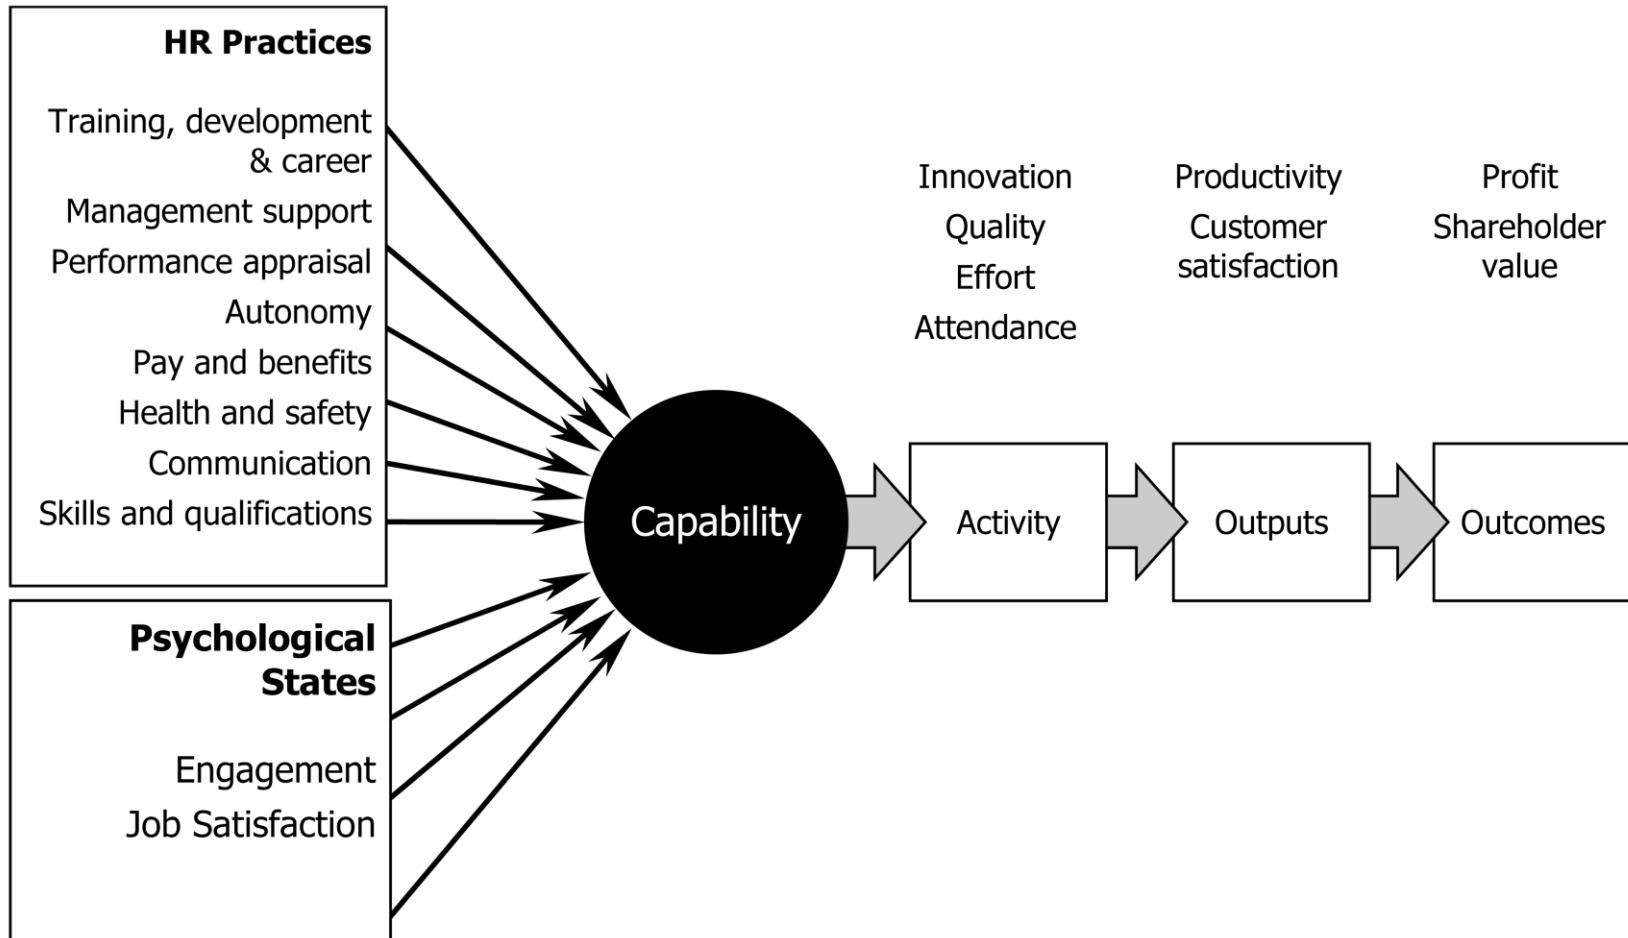 HR Practices
Training, development
& career
Management support
Performance appraisal
Autonomy
Pay and benefits
Health and safety
Communication
Skills and qualifications
Psychological
States
Engagement
Job Satisfaction
Capability
Innovation
Quality
Effort
Attendance
Activity
Productivity
Customer
satisfaction
Outputs
Profit
Shareholder
value
Outcomes